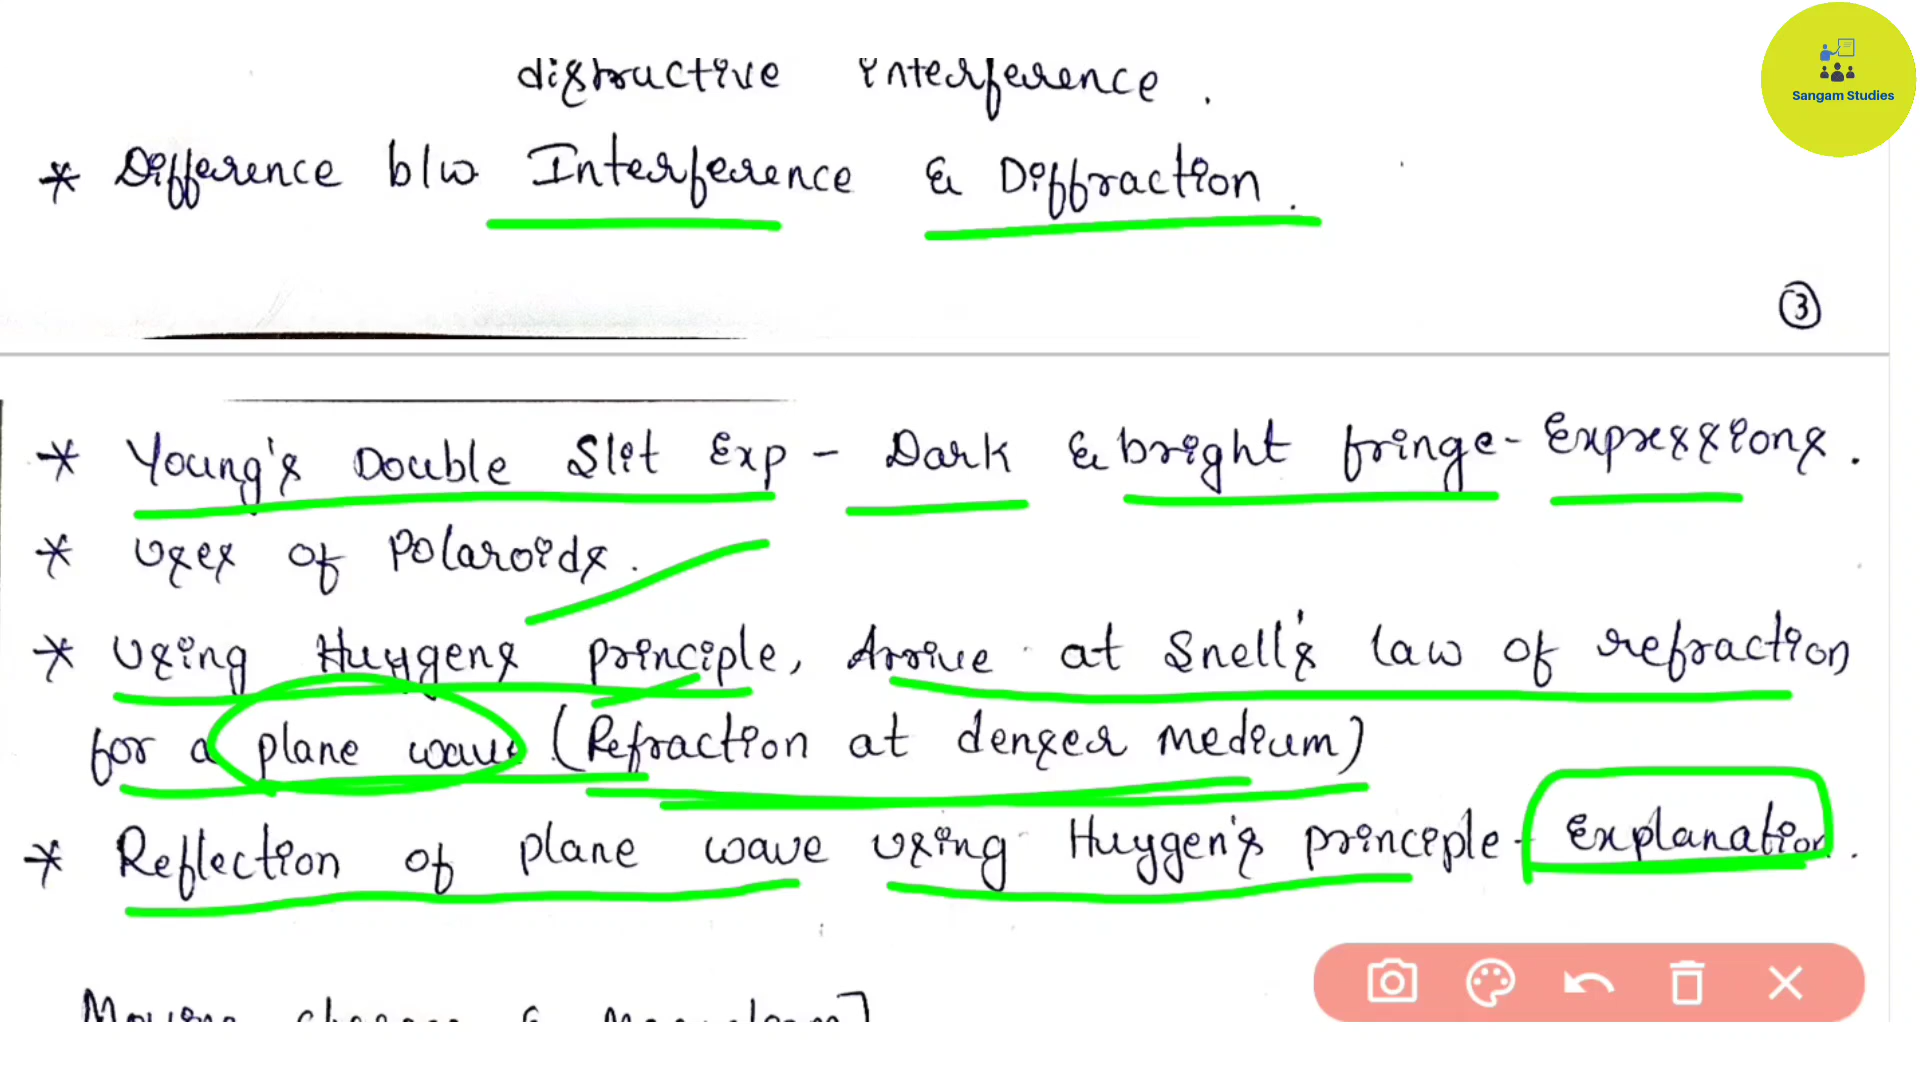 distructive interference.
Sangam Studies
* Difference b/w Interference & Diffraction.
3
* Young's Double Slit Exp - Dark & bright fringe - Expressions.
* Uses of Polaroids.
* Using Huygens principle, Arrive at Snell's law of refraction
for a plane wave (Refraction at denser medium)
* Reflection of plane wave using Huygen's principle - Explanation.